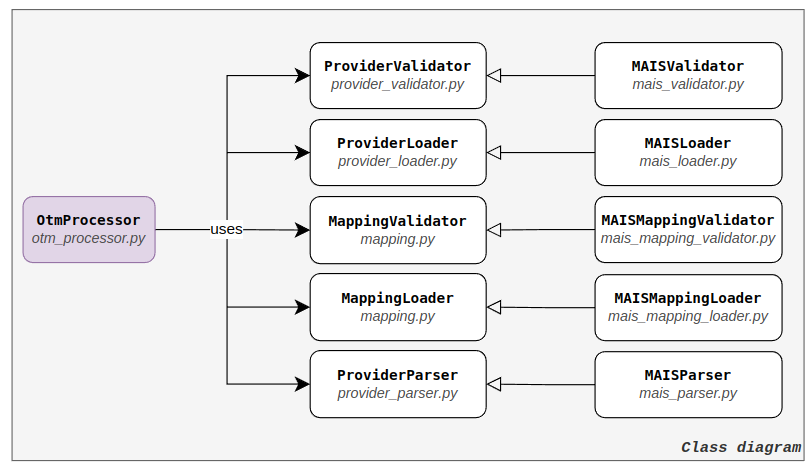 ProviderValidator
provider_validator.py
MAISValidator
mais_validator.py
ProviderLoader
provider_loader.py
MAISLoader
mais_loader.py
OtmProcessor
otm_processor.py
uses
MappingValidator
mapping.py
MAISMappingValidator
mais_mapping_validator.py
MappingLoader
mapping.py
MAISMappingLoader
mais_mapping_loader.py
ProviderParser
provider_parser.py
MAISParser
mais_parser.py
Class diagram